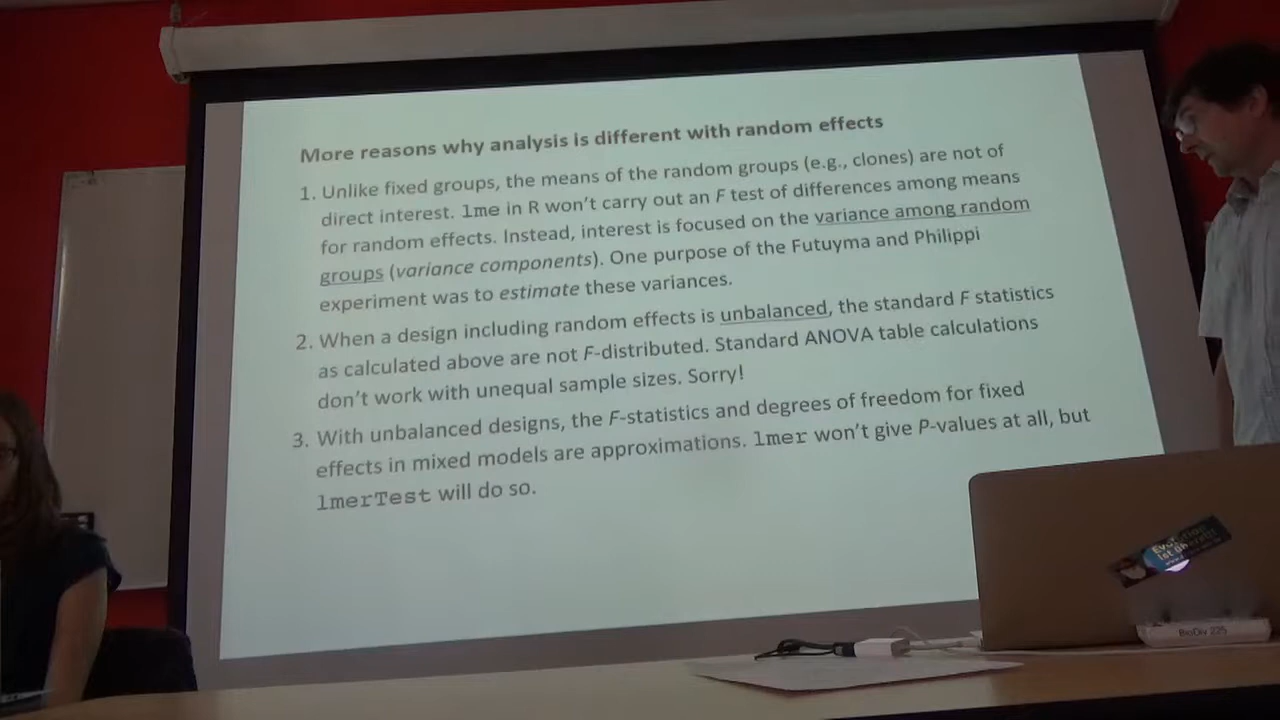 More reasons why analysis is different with random effects
1. Unlike fixed groups, the means of the random groups (e.g., clones) are not of
direct interest. lme in R won't carry out an F test of differences among means
for random effects. Instead, interest is focused on the variance among random
groups (variance components). One purpose of the Futuyma and Philippi
experiment was to estimate these variances.
2. When a design including random effects is unbalanced, the standard F statistics
as calculated above are not F-distributed. Standard ANOVA table calculations
don't work with unequal sample sizes. Sorry!
3. With unbalanced designs, the F-statistics and degrees of freedom for fixed
effects in mixed models are approximations. lmer won't give P-values at all, but
lmerTest will do so.
Evolution
ist überall!
BioDiv 225